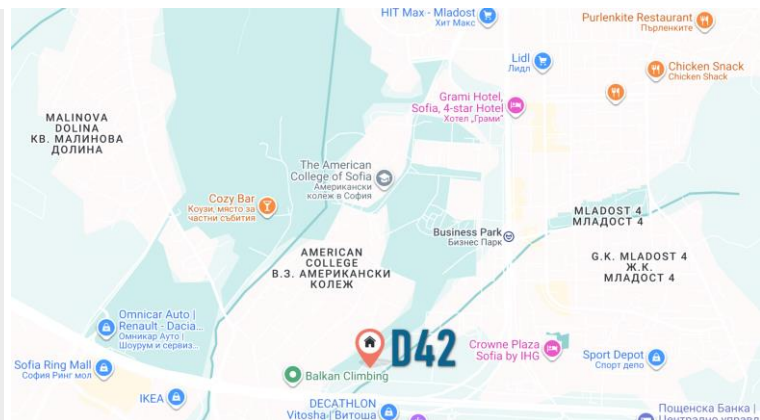 HIT Max - Mladost
Хит Макс
Purlenkite Restaurant
Пърленките
Lidl
Лидл
Chicken Snack
Chicken Shack
Grami Hotel,
Sofia, 4-star Hotel
Хотел „Грами“
MALINOVA
DOLINA
КВ. МАЛИНОВА
ДОЛИНА
The American
College of Sofia
Американски
колеж в София
Cozy Bar
Коузи, място за
частни събития
MLADOST 4
МЛАДОСТ 4
Business Park
Бизнес Парк
AMERICAN
COLLEGE
В.З. АМЕРИКАНСКИ
КОЛЕЖ
G.K. MLADOST 4
Ж.К.
МЛАДОСТ 4
Omnicar Auto |
Renault - Dacia...
Омникар Ауто |
Шоурум и сервиз...
D42
Crowne Plaza
Sofia by IHG
Sport Depot
Спорт депо
Sofia Ring Mall
София Ринг мол
Balkan Climbing
IKEA
DECATHLON
Vitosha | Витоша
Пощенска Банка |
Централно управл